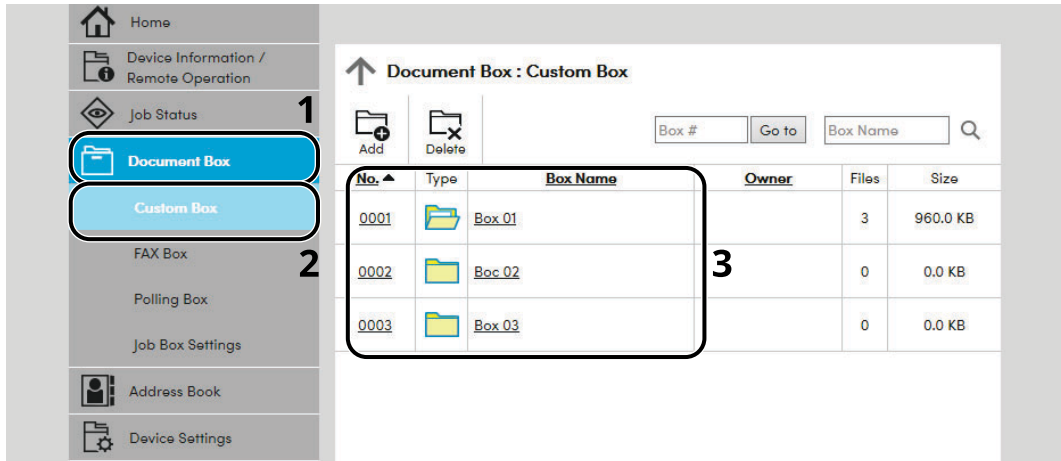 Home
Device Information /
Remote Operation
Job Status
1
Document Box
Custom Box
2
FAX Box
Polling Box
Job Box Settings
Address Book
Device Settings
Document Box : Custom Box
Add Delete Box # Go to Box Name
No. Type Box Name Owner Files Size
0001 Box 01 3 960.0 KB
0002 Boc 02 0 0.0 KB
3
0003 Box 03 0 0.0 KB